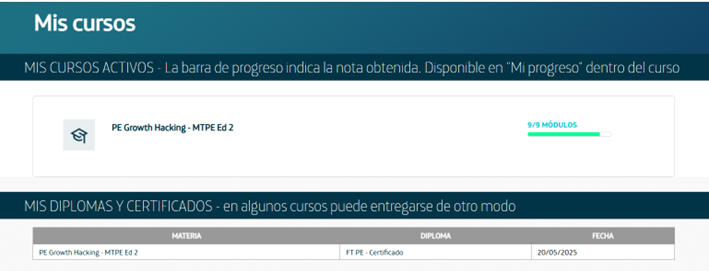 Mis cursos
MIS CURSOS ACTIVOS - La barra de progreso indica la nota obtenida. Disponible en "Mi progreso" dentro del curso
PE Growth Hacking - MTPE Ed 2
9/9 MÓDULOS
MIS DIPLOMAS Y CERTIFICADOS - en algunos cursos puede entregarse de otro modo
MATERIA DIPLOMA FECHA
PE Growth Hacking - MTPE Ed 2 FT PE - Certificado 20/05/2025